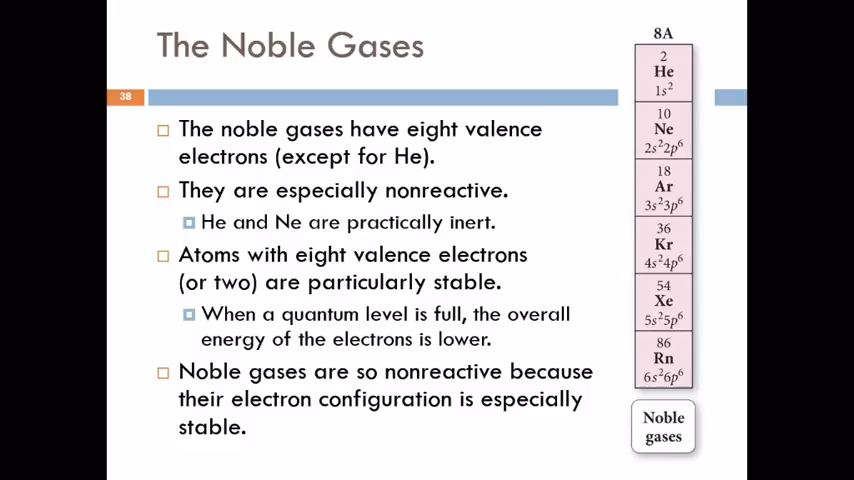 The Noble Gases
38
The noble gases have eight valence
electrons (except for He).
They are especially nonreactive.
He and Ne are practically inert.
Atoms with eight valence electrons
(or two) are particularly stable.
When a quantum level is full, the overall
energy of the electrons is lower.
Noble gases are so nonreactive because
their electron configuration is especially
stable.
8A
2
He
1s²
10
Ne
2s²2p⁶
18
Ar
3s²3p⁶
36
Kr
4s²4p⁶
54
Xe
5s²5p⁶
86
Rn
6s²6p⁶
Noble
gases